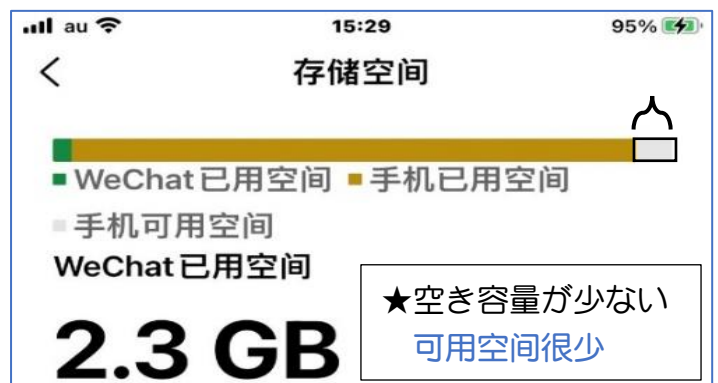 au 15:29 95%
存储空间
WeChat已用空间 手机已用空间
手机可用空间
WeChat已用空间
2.3 GB
★空き容量が少ない
可用空间很少